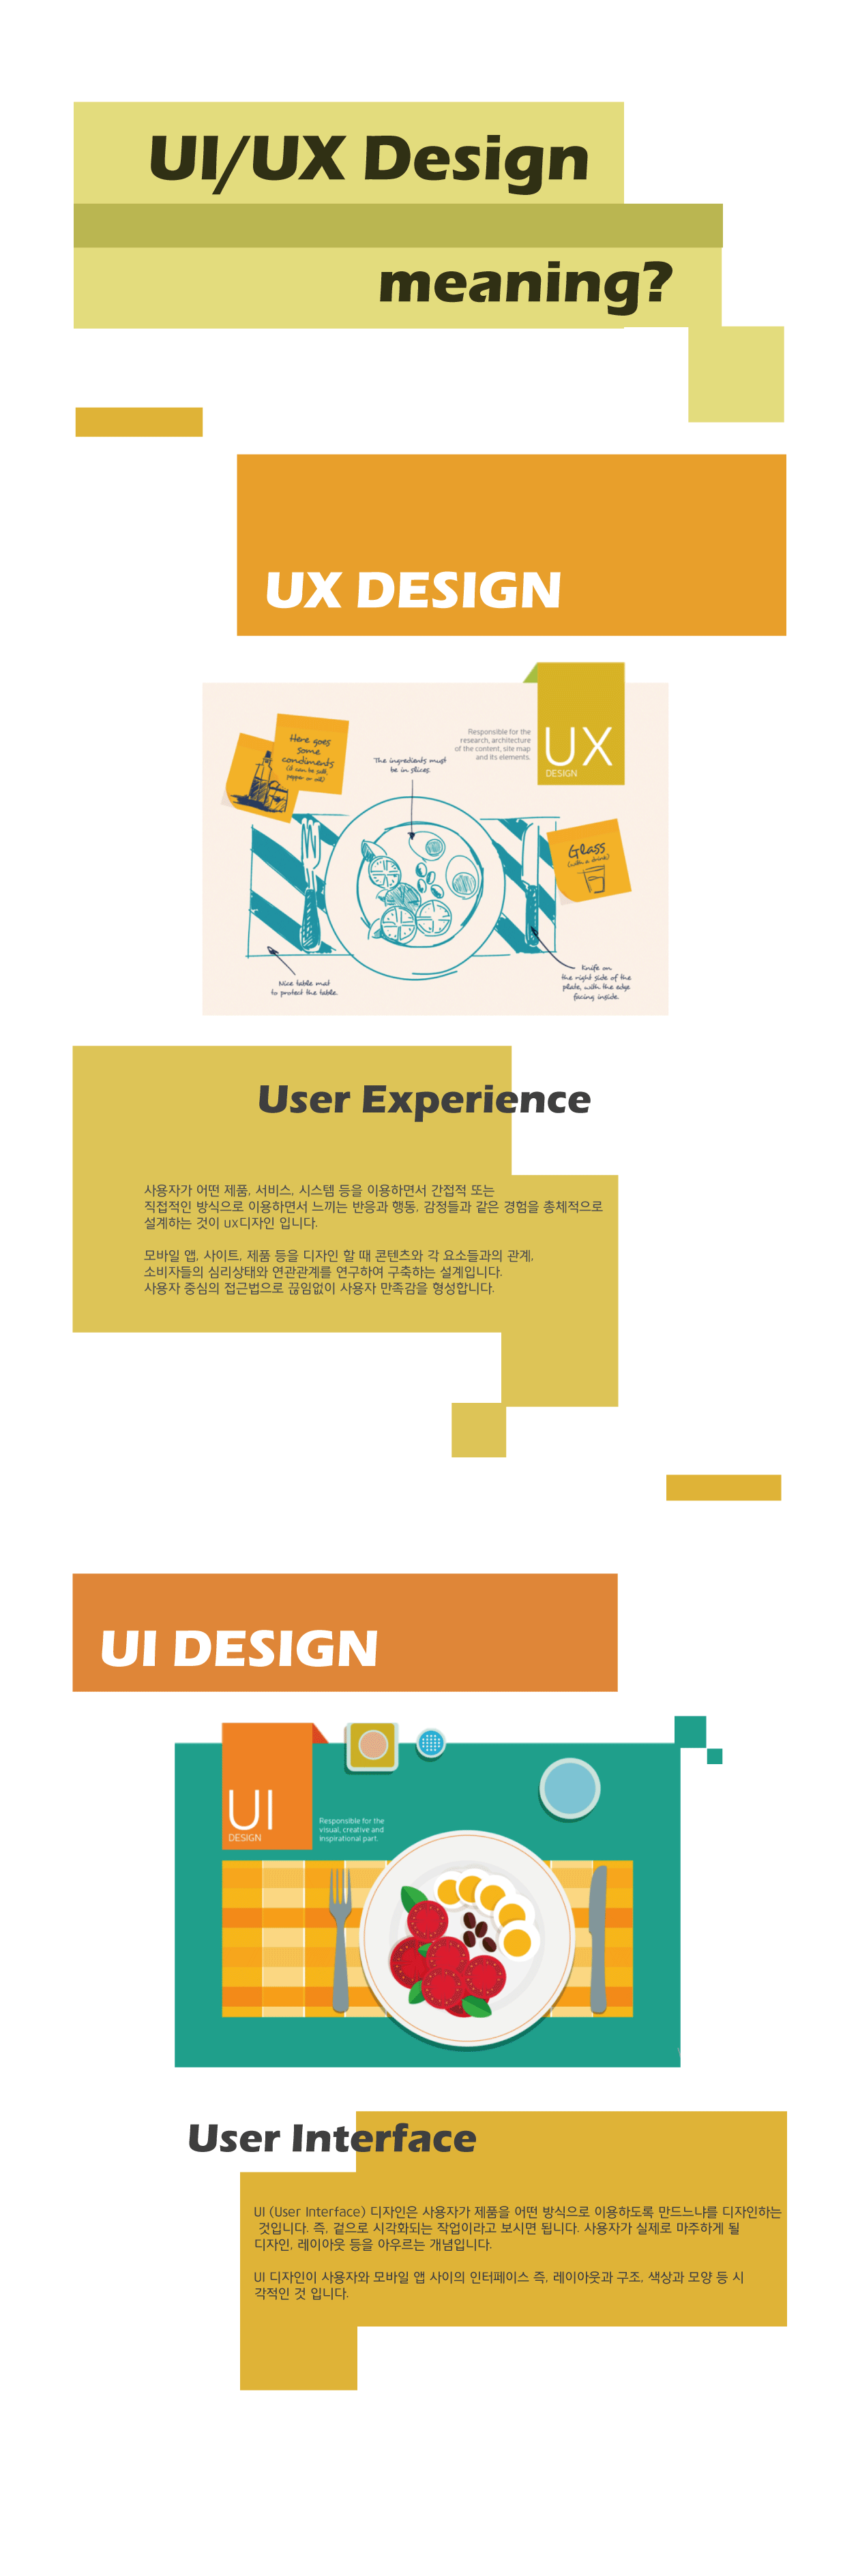 UI/UX Design
meaning?
UX DESIGN
Here goes
some
condiments
(it can be salt,
pepper or oil)
The ingredients must
be in slices.
Responsible for the
research, architecture
of the content, site map
and its elements.
UX
DESIGN
Glass
(with a drink)
Nice table mat
to protect the table.
Knife on
the right side of the
plate, with the edge
facing inside.
User Experience
사용자가 어떤 제품, 서비스, 시스템 등을 이용하면서 간접적 또는
직접적인 방식으로 이용하면서 느끼는 반응과 행동, 감정들과 같은 경험을 총체적으로
설계하는 것이 ux디자인 입니다.
모바일 앱, 사이트, 제품 등을 디자인 할 때 콘텐츠와 각 요소들과의 관계,
소비자들의 심리상태와 연관관계를 연구하여 구축하는 설계입니다.
사용자 중심의 접근법으로 끊임없이 사용자 만족감을 형성합니다.
UI DESIGN
UI
DESIGN
Responsible for the
visual, creative and
inspirational part.
User Interface
UI (User Interface) 디자인은 사용자가 제품을 어떤 방식으로 이용하도록 만드느냐를 디자인하는
것입니다. 즉, 겉으로 시각화되는 작업이라고 보시면 됩니다. 사용자가 실제로 마주하게 될
디자인, 레이아웃 등을 아우르는 개념입니다.
UI 디자인이 사용자와 모바일 앱 사이의 인터페이스 즉, 레이아웃과 구조, 색상과 모양 등 시
각적인 것 입니다.